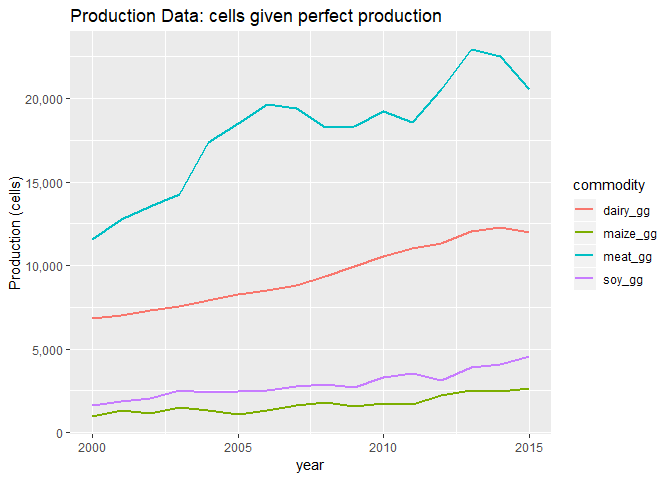 Production Data: cells given perfect production
Production (cells)
20,000
15,000
10,000
5,000
0
2000
2005
2010
2015
year
commodity
dairy_gg
maize_gg
meat_gg
soy_gg